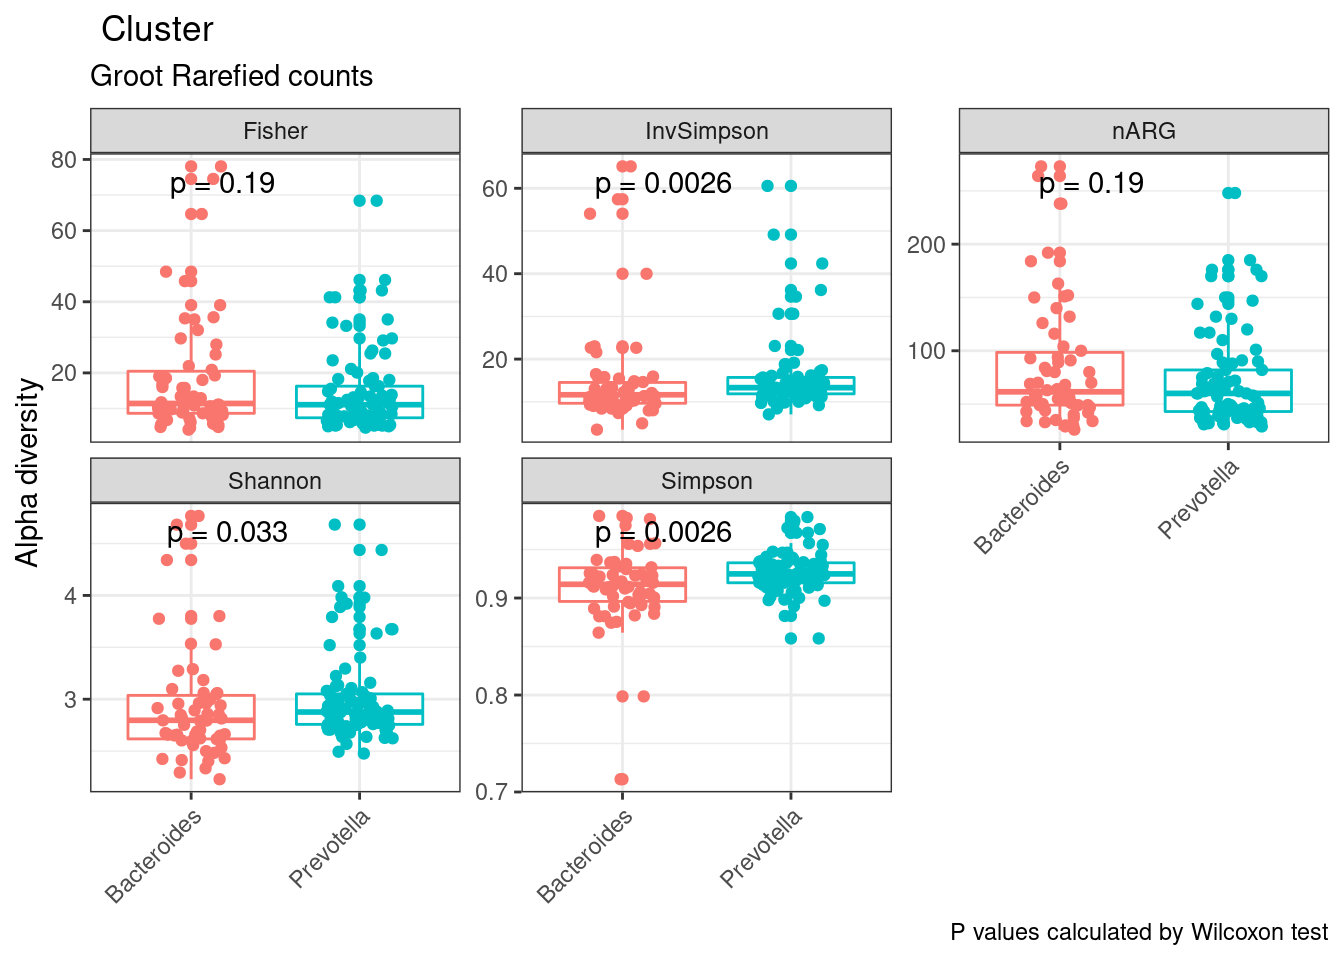 Cluster
Groot Rarefied counts
Alpha diversity
Fisher
80
60
40
20
p = 0.19
InvSimpson
60
40
20
p = 0.0026
nARG
200
100
p = 0.19
Bacteroides
Prevotella
Shannon
4
3
p = 0.033
Bacteroides
Prevotella
Simpson
0.9
0.8
0.7
p = 0.0026
Bacteroides
Prevotella
P values calculated by Wilcoxon test